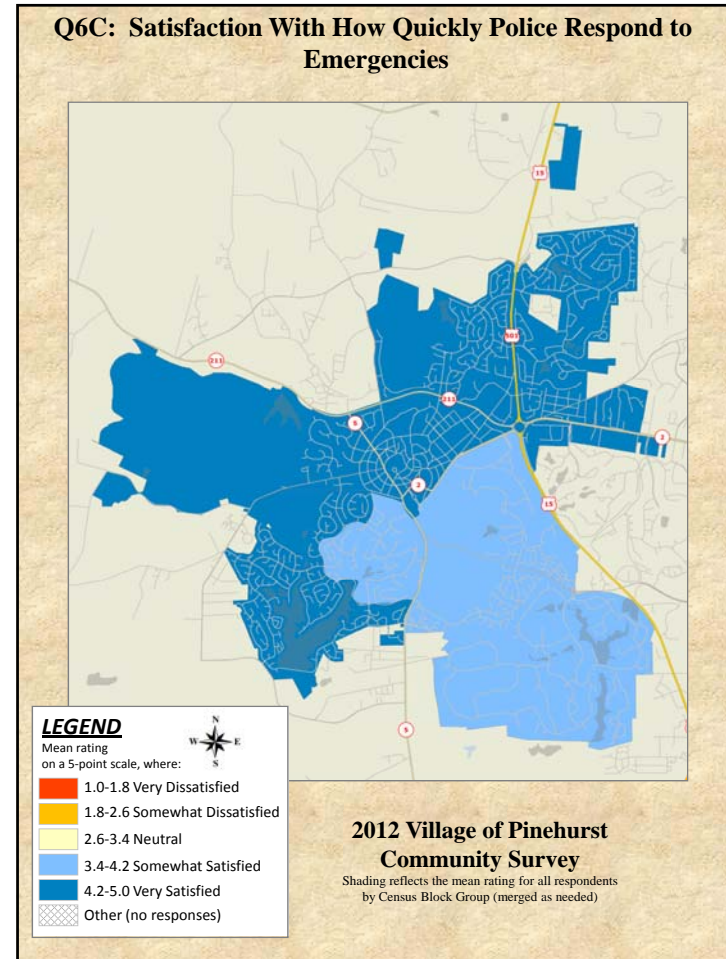 Q6C: Satisfaction With How Quickly Police Respond to
Emergencies
15
501
211
211
5
2
2
15
5
LEGEND
Mean rating
on a 5-point scale, where:
N
W E
S
1.0-1.8 Very Dissatisfied
1.8-2.6 Somewhat Dissatisfied
2.6-3.4 Neutral
3.4-4.2 Somewhat Satisfied
4.2-5.0 Very Satisfied
Other (no responses)
2012 Village of Pinehurst
Community Survey
Shading reflects the mean rating for all respondents
by Census Block Group (merged as needed)